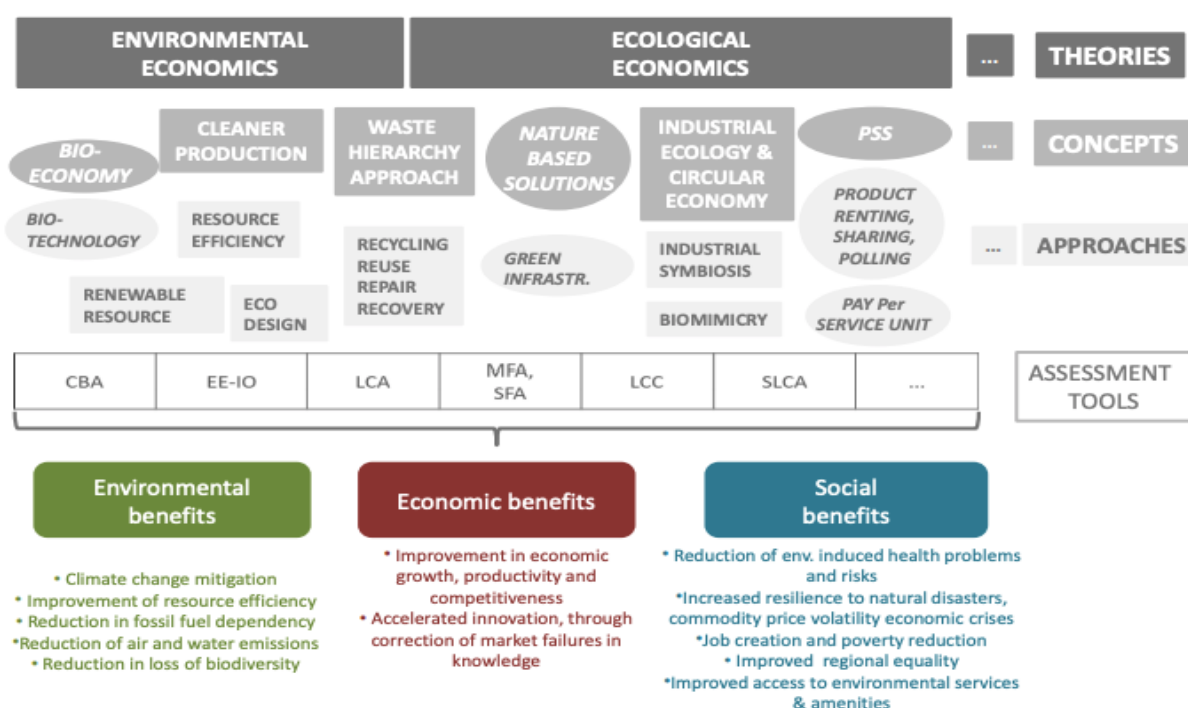 ENVIRONMENTAL
ECONOMICS
ECOLOGICAL
ECONOMICS
...
THEORIES
BIO-
ECONOMY
CLEANER
PRODUCTION
WASTE
HIERARCHY
APPROACH
NATURE
BASED
SOLUTIONS
INDUSTRIAL
ECOLOGY &
CIRCULAR
ECONOMY
PSS
...
CONCEPTS
BIO-
TECHNOLOGY
RESOURCE
EFFICIENCY
RENEWABLE
RESOURCE
ECO
DESIGN
RECYCLING
REUSE
REPAIR
RECOVERY
GREEN
INFRASTR.
INDUSTRIAL
SYMBIOSIS
BIOMIMICRY
PRODUCT
RENTING,
SHARING,
POLLING
PAY Per
SERVICE UNIT
...
APPROACHES
CBA
EE-IO
LCA
MFA,
SFA
LCC
SLCA
...
ASSESSMENT
TOOLS
Environmental
benefits
• Climate change mitigation
• Improvement of resource efficiency
• Reduction in fossil fuel dependency
•Reduction of air and water emissions
• Reduction in loss of biodiversity
Economic benefits
• Improvement in economic
growth, productivity and
competitiveness
• Accelerated innovation, through
correction of market failures in
knowledge
Social
benefits
• Reduction of env. induced health problems
and risks
•Increased resilience to natural disasters,
commodity price volatility economic crises
•Job creation and poverty reduction
• Improved regional equality
•Improved access to environmental services
& amenities